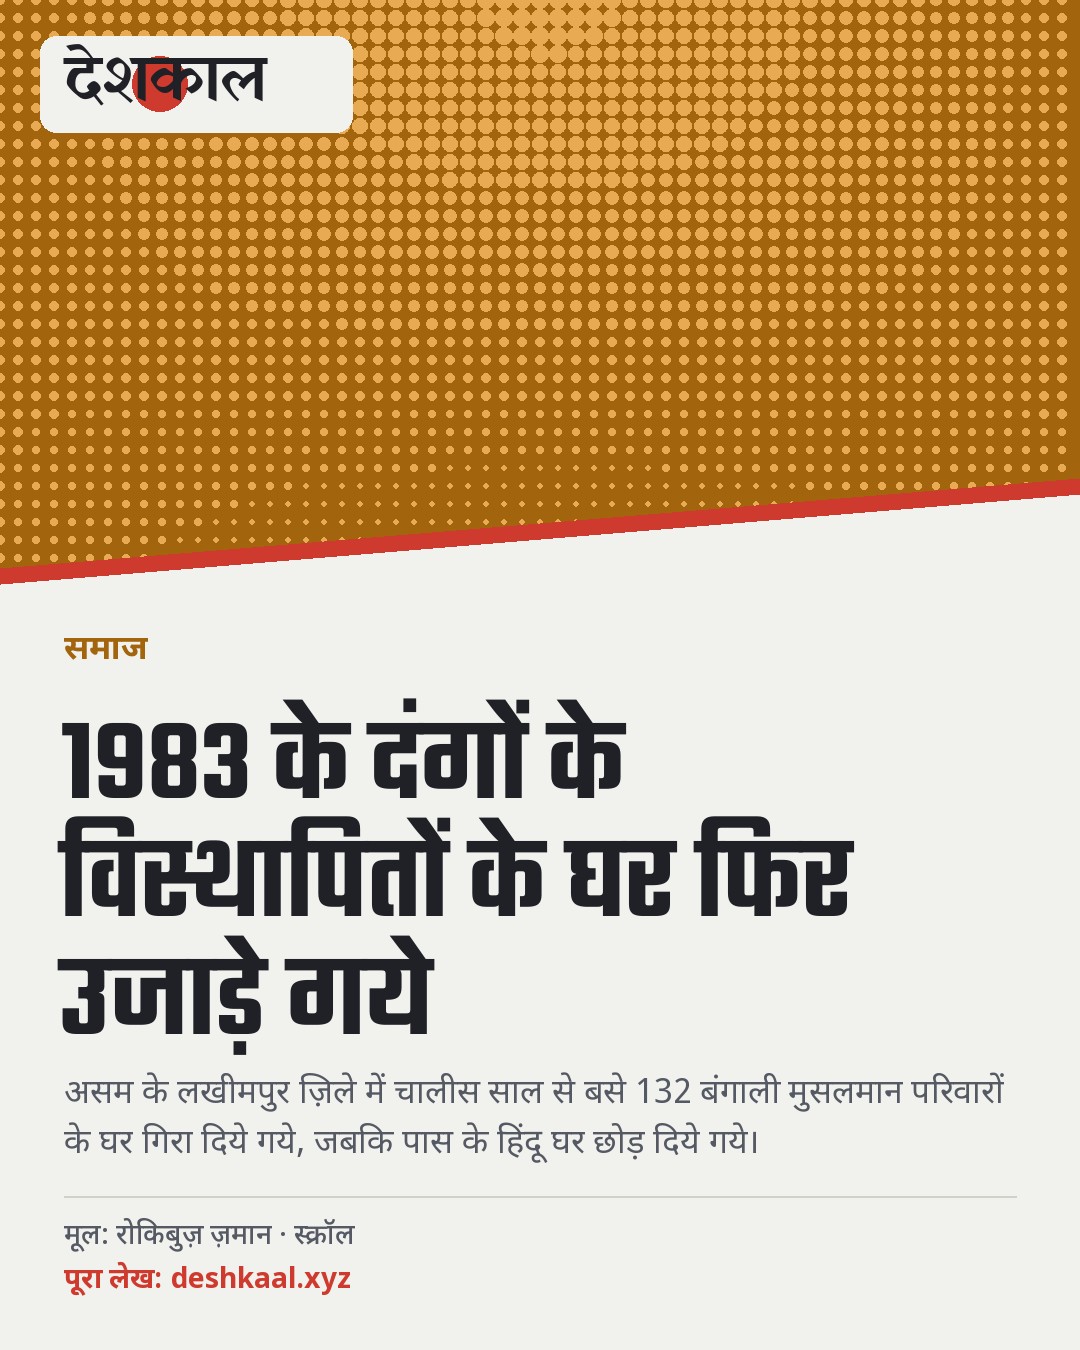 देशकाल
समाज
1983 के दंगों के
विस्थापितों के घर फिर
उजाड़े गये
असम के लखीमपुर ज़िले में चालीस साल से बसे 132 बंगाली मुसलमान परिवारों
के घर गिरा दिये गये, जबकि पास के हिंदू घर छोड़ दिये गये।
मूल: रोकिबुज़ ज़मान · स्क्रॉल
पूरा लेख: deshkaal.xyz